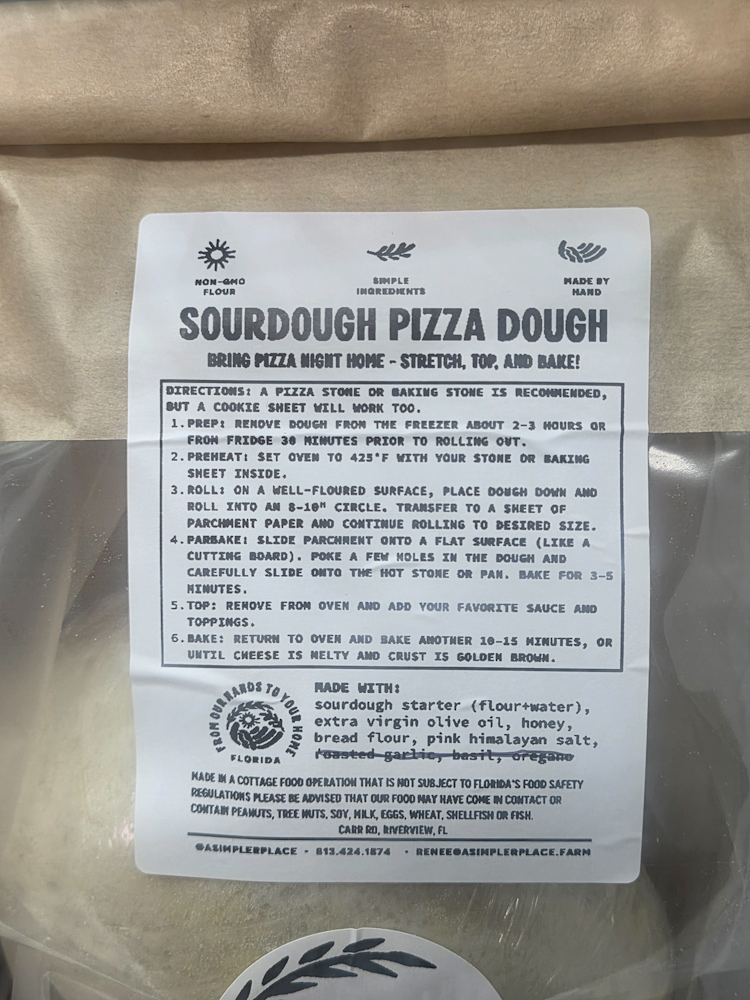 NON-GMO
FLOUR
SIMPLE
INGREDIENTS
MADE BY
HAND
SOURDOUGH PIZZA DOUGH
BRING PIZZA NIGHT HOME - STRETCH, TOP, AND BAKE!
DIRECTIONS: A PIZZA STONE OR BAKING STONE IS RECOMMENDED,
BUT A COOKIE SHEET WILL WORK TOO.
1. PREP: REMOVE DOUGH FROM THE FREEZER ABOUT 2-3 HOURS OR
FROM FRIDGE 30 MINUTES PRIOR TO ROLLING OUT.
2. PREHEAT: SET OVEN TO 425°F WITH YOUR STONE OR BAKING
SHEET INSIDE.
3. ROLL: ON A WELL-FLOURED SURFACE, PLACE DOUGH DOWN AND
ROLL INTO AN 8-10" CIRCLE. TRANSFER TO A SHEET OF
PARCHMENT PAPER AND CONTINUE ROLLING TO DESIRED SIZE.
4. PARBAKE: SLIDE PARCHMENT ONTO A FLAT SURFACE (LIKE A
CUTTING BOARD). POKE A FEW HOLES IN THE DOUGH AND
CAREFULLY SLIDE ONTO THE HOT STONE OR PAN. BAKE FOR 3-5
MINUTES.
5. TOP: REMOVE FROM OVEN AND ADD YOUR FAVORITE SAUCE AND
TOPPINGS.
6. BAKE: RETURN TO OVEN AND BAKE ANOTHER 10-15 MINUTES, OR
UNTIL CHEESE IS MELTY AND CRUST IS GOLDEN BROWN.
FROM OUR HANDS TO YOUR HOME
FLORIDA
MADE WITH:
sourdough starter (flour+water),
extra virgin olive oil, honey,
bread flour, pink himalayan salt,
roasted garlic, basil, oregano
MADE IN A COTTAGE FOOD OPERATION THAT IS NOT SUBJECT TO FLORIDA'S FOOD SAFETY
REGULATIONS PLEASE BE ADVISED THAT OUR FOOD MAY HAVE COME IN CONTACT OR
CONTAIN PEANUTS, TREE NUTS, SOY, MILK, EGGS, WHEAT, SHELLFISH OR FISH.
CARR RD, RIVERVIEW, FL
@ASIMPLERPLACE • 813.424.1874 • RENEE@ASIMPLERPLACE.FARM